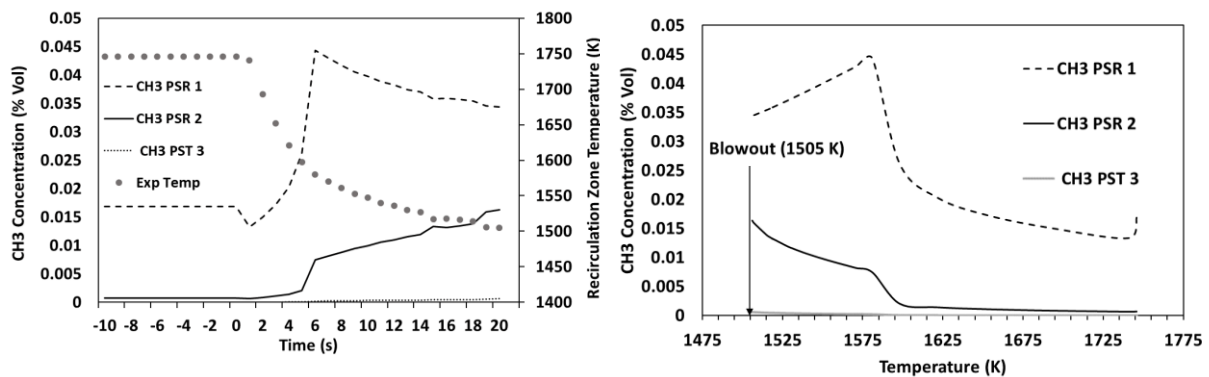 0.05
0.045
0.04
0.035
0.03
0.025
0.02
0.015
0.01
0.005
0
CH3 Concentration (% Vol)
CH3 PSR 1
CH3 PSR 2
CH3 PST 3
Exp Temp
1800
1750
1700
1650
1600
1550
1500
1450
1400
Recirculation Zone Temperature (K)
-10 -8 -6 -4 -2 0 2 4 6 8 10 12 14 16 18 20
Time (s)
0.05
0.045
0.04
0.035
0.03
0.025
0.02
0.015
0.01
0.005
0
CH3 Concentration (% Vol)
CH3 PSR 1
CH3 PSR 2
CH3 PST 3
Blowout (1505 K)
1475 1525 1575 1625 1675 1725 1775
Temperature (K)